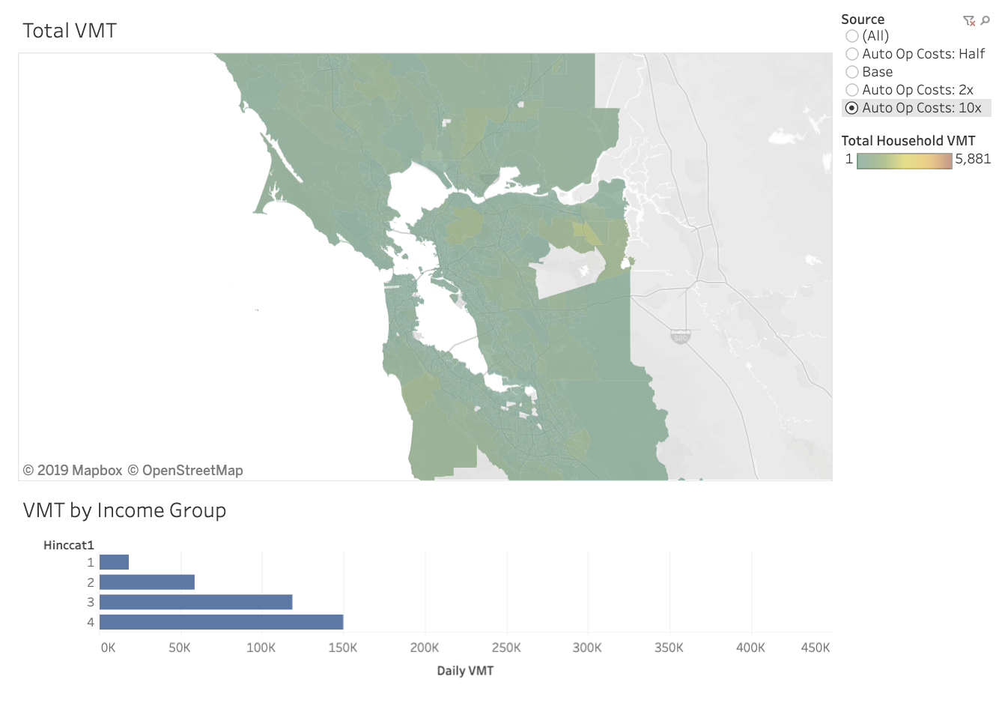 Total VMT
Source
(All)
Auto Op Costs: Half
Base
Auto Op Costs: 2x
Auto Op Costs: 10x
Total Household VMT
1 5,881
© 2019 Mapbox © OpenStreetMap
VMT by Income Group
Hinccat1
1
2
3
4
0K 50K 100K 150K 200K 250K 300K 350K 400K 450K
Daily VMT